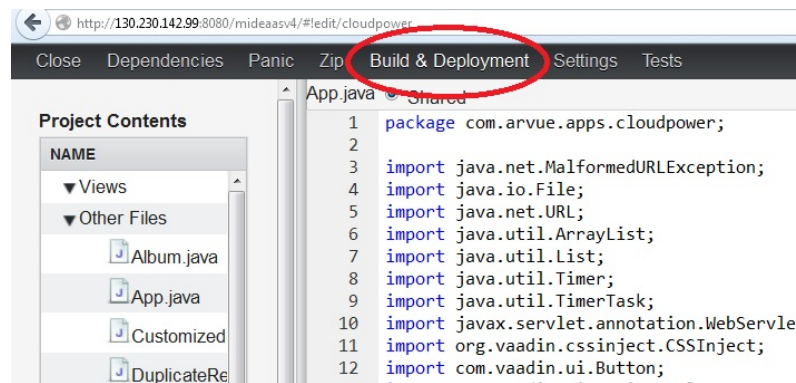 http://130.230.142.99:8080/mideaasv4/#!edit/cloudpower
Close Dependencies Panic Zip Build & Deployment Settings Tests
App.java Shared
Project Contents
NAME
Views
Other Files
Album.java
App.java
Customized
DuplicateRe
1 package com.arvue.apps.cloudpower;
2
3 import java.net.MalformedURLException;
4 import java.io.File;
5 import java.net.URL;
6 import java.util.ArrayList;
7 import java.util.List;
8 import java.util.Timer;
9 import java.util.TimerTask;
10 import javax.servlet.annotation.WebServle
11 import org.vaadin.cssinject.CSSInject;
12 import com.vaadin.ui.Button;